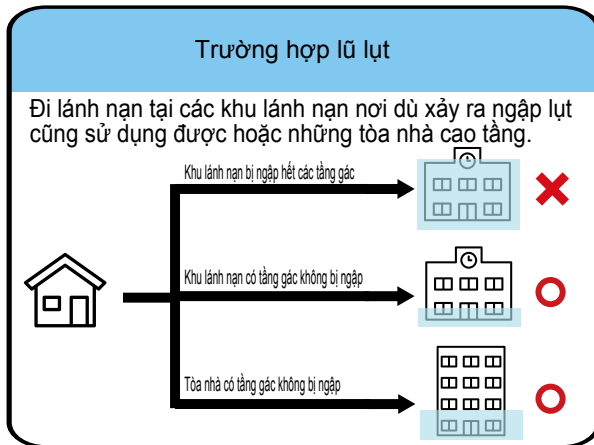 Trường hợp lũ lụt
Đi lánh nạn tại các khu lánh nạn nơi dù xảy ra ngập lụt
cũng sử dụng được hoặc những tòa nhà cao tầng.
Khu lánh nạn bị ngập hết các tầng gác
Khu lánh nạn có tầng gác không bị ngập
Tòa nhà có tầng gác không bị ngập